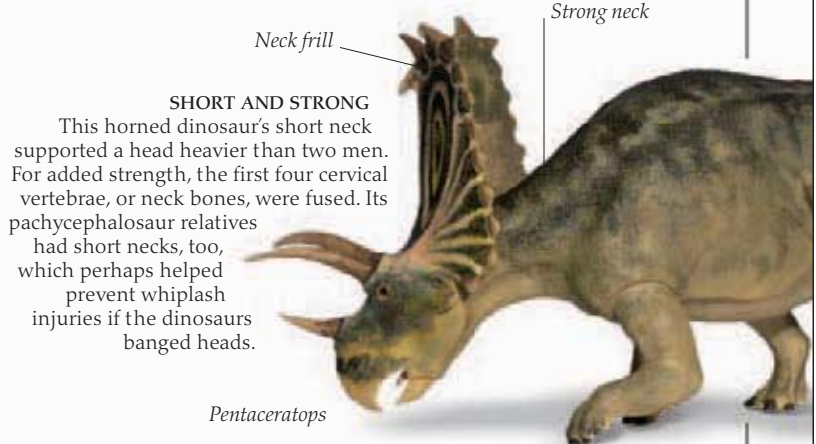 Strong neck
Neck frill
SHORT AND STRONG
This horned dinosaur's short neck
supported a head heavier than two men.
For added strength, the first four cervical
vertebrae, or neck bones, were fused. Its
pachycephalosaur relatives
had short necks, too,
which perhaps helped
prevent whiplash
injuries if the dinosaurs
banged heads.
Pentaceratops